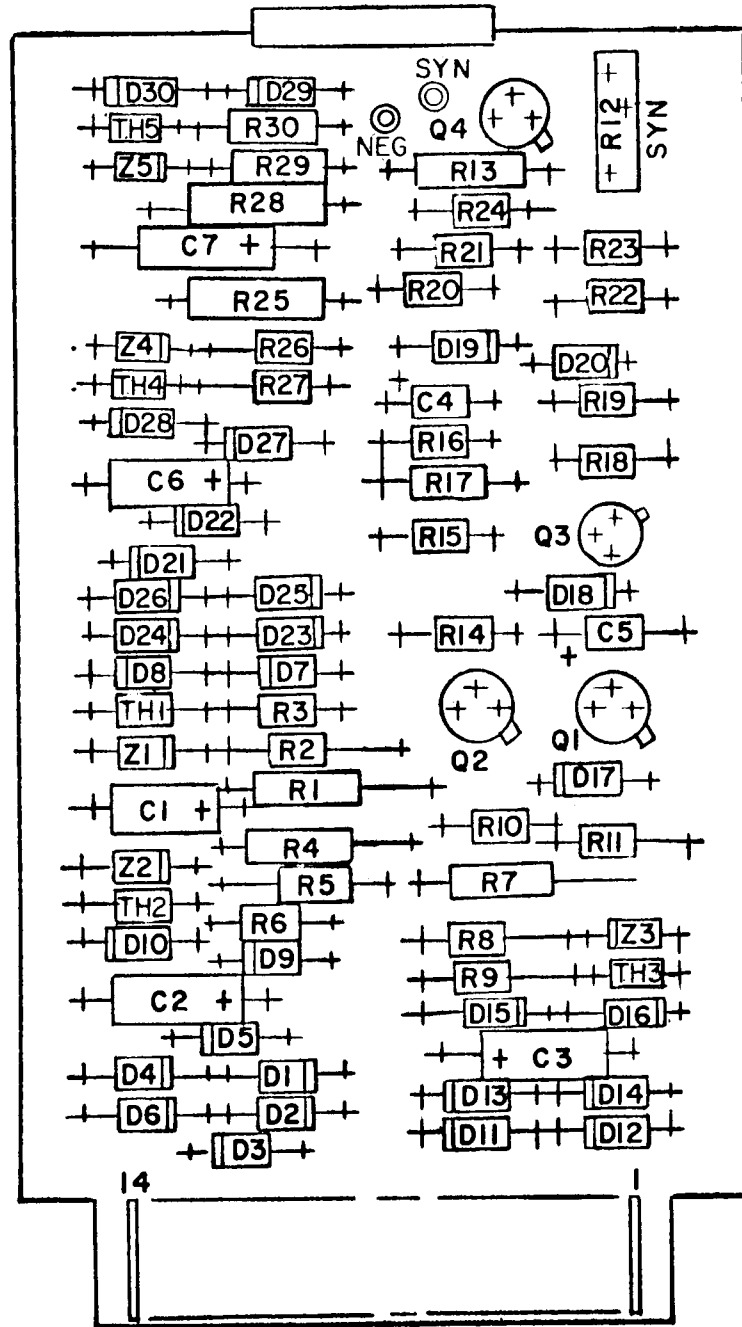 SYN
D30 D29
TH5 R30
NEG Q4
R12 SYN
Z5 R29 R13
R28 R24
C7 + R21 R23
R25 R20 R22
Z4 R26 D19 D20
TH4 R27 + C4 R19
D28 D27 R16 R18
C6 + R17
D22 R15 Q3
D21
D26 D25 D18
D24 D23 R14 C5
+
D8 D7
TH1 R3
Z1 R2 Q2 Q1
R1 D17
C1 + R10 R11
R4
Z2 R5 R7
TH2
R6 R8 Z3
D10 D9 R9 TH3
C2 + D15 D16
D5 + C3
D4 D1 D13 D14
D6 D2 D11 D12
D3
14 1